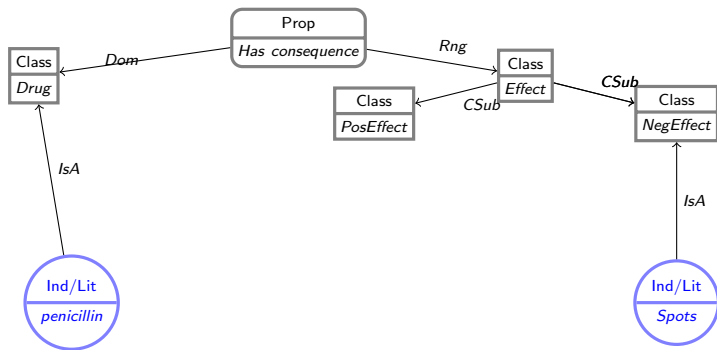 Prop
Has consequence
Dom
Rng
Class
Drug
Class
Effect
CSub
CSub
Class
PosEffect
Class
NegEffect
IsA
IsA
Ind/Lit
penicillin
Ind/Lit
Spots